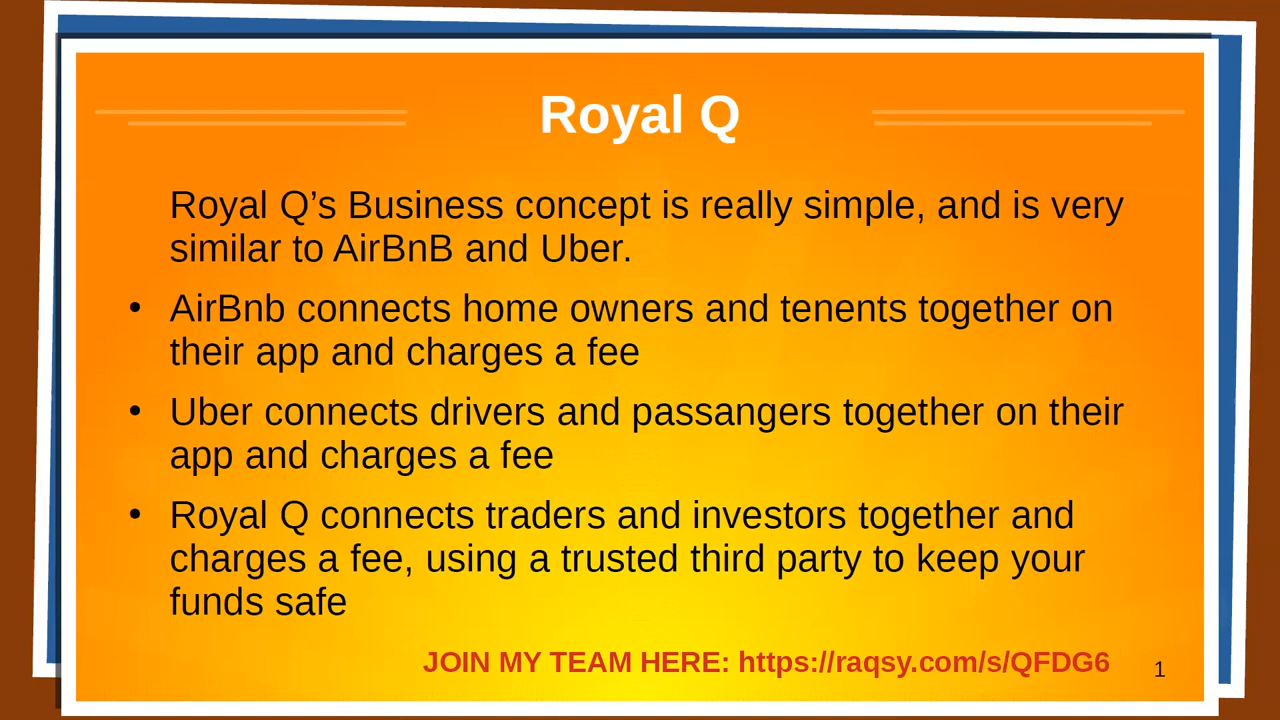 Royal Q
Royal Q’s Business concept is really simple, and is very
similar to AirBnB and Uber.
• AirBnb connects home owners and tenents together on
their app and charges a fee
• Uber connects drivers and passangers together on their
app and charges a fee
• Royal Q connects traders and investors together and
charges a fee, using a trusted third party to keep your
funds safe
JOIN MY TEAM HERE: https://raqsy.com/s/QFDG6
1